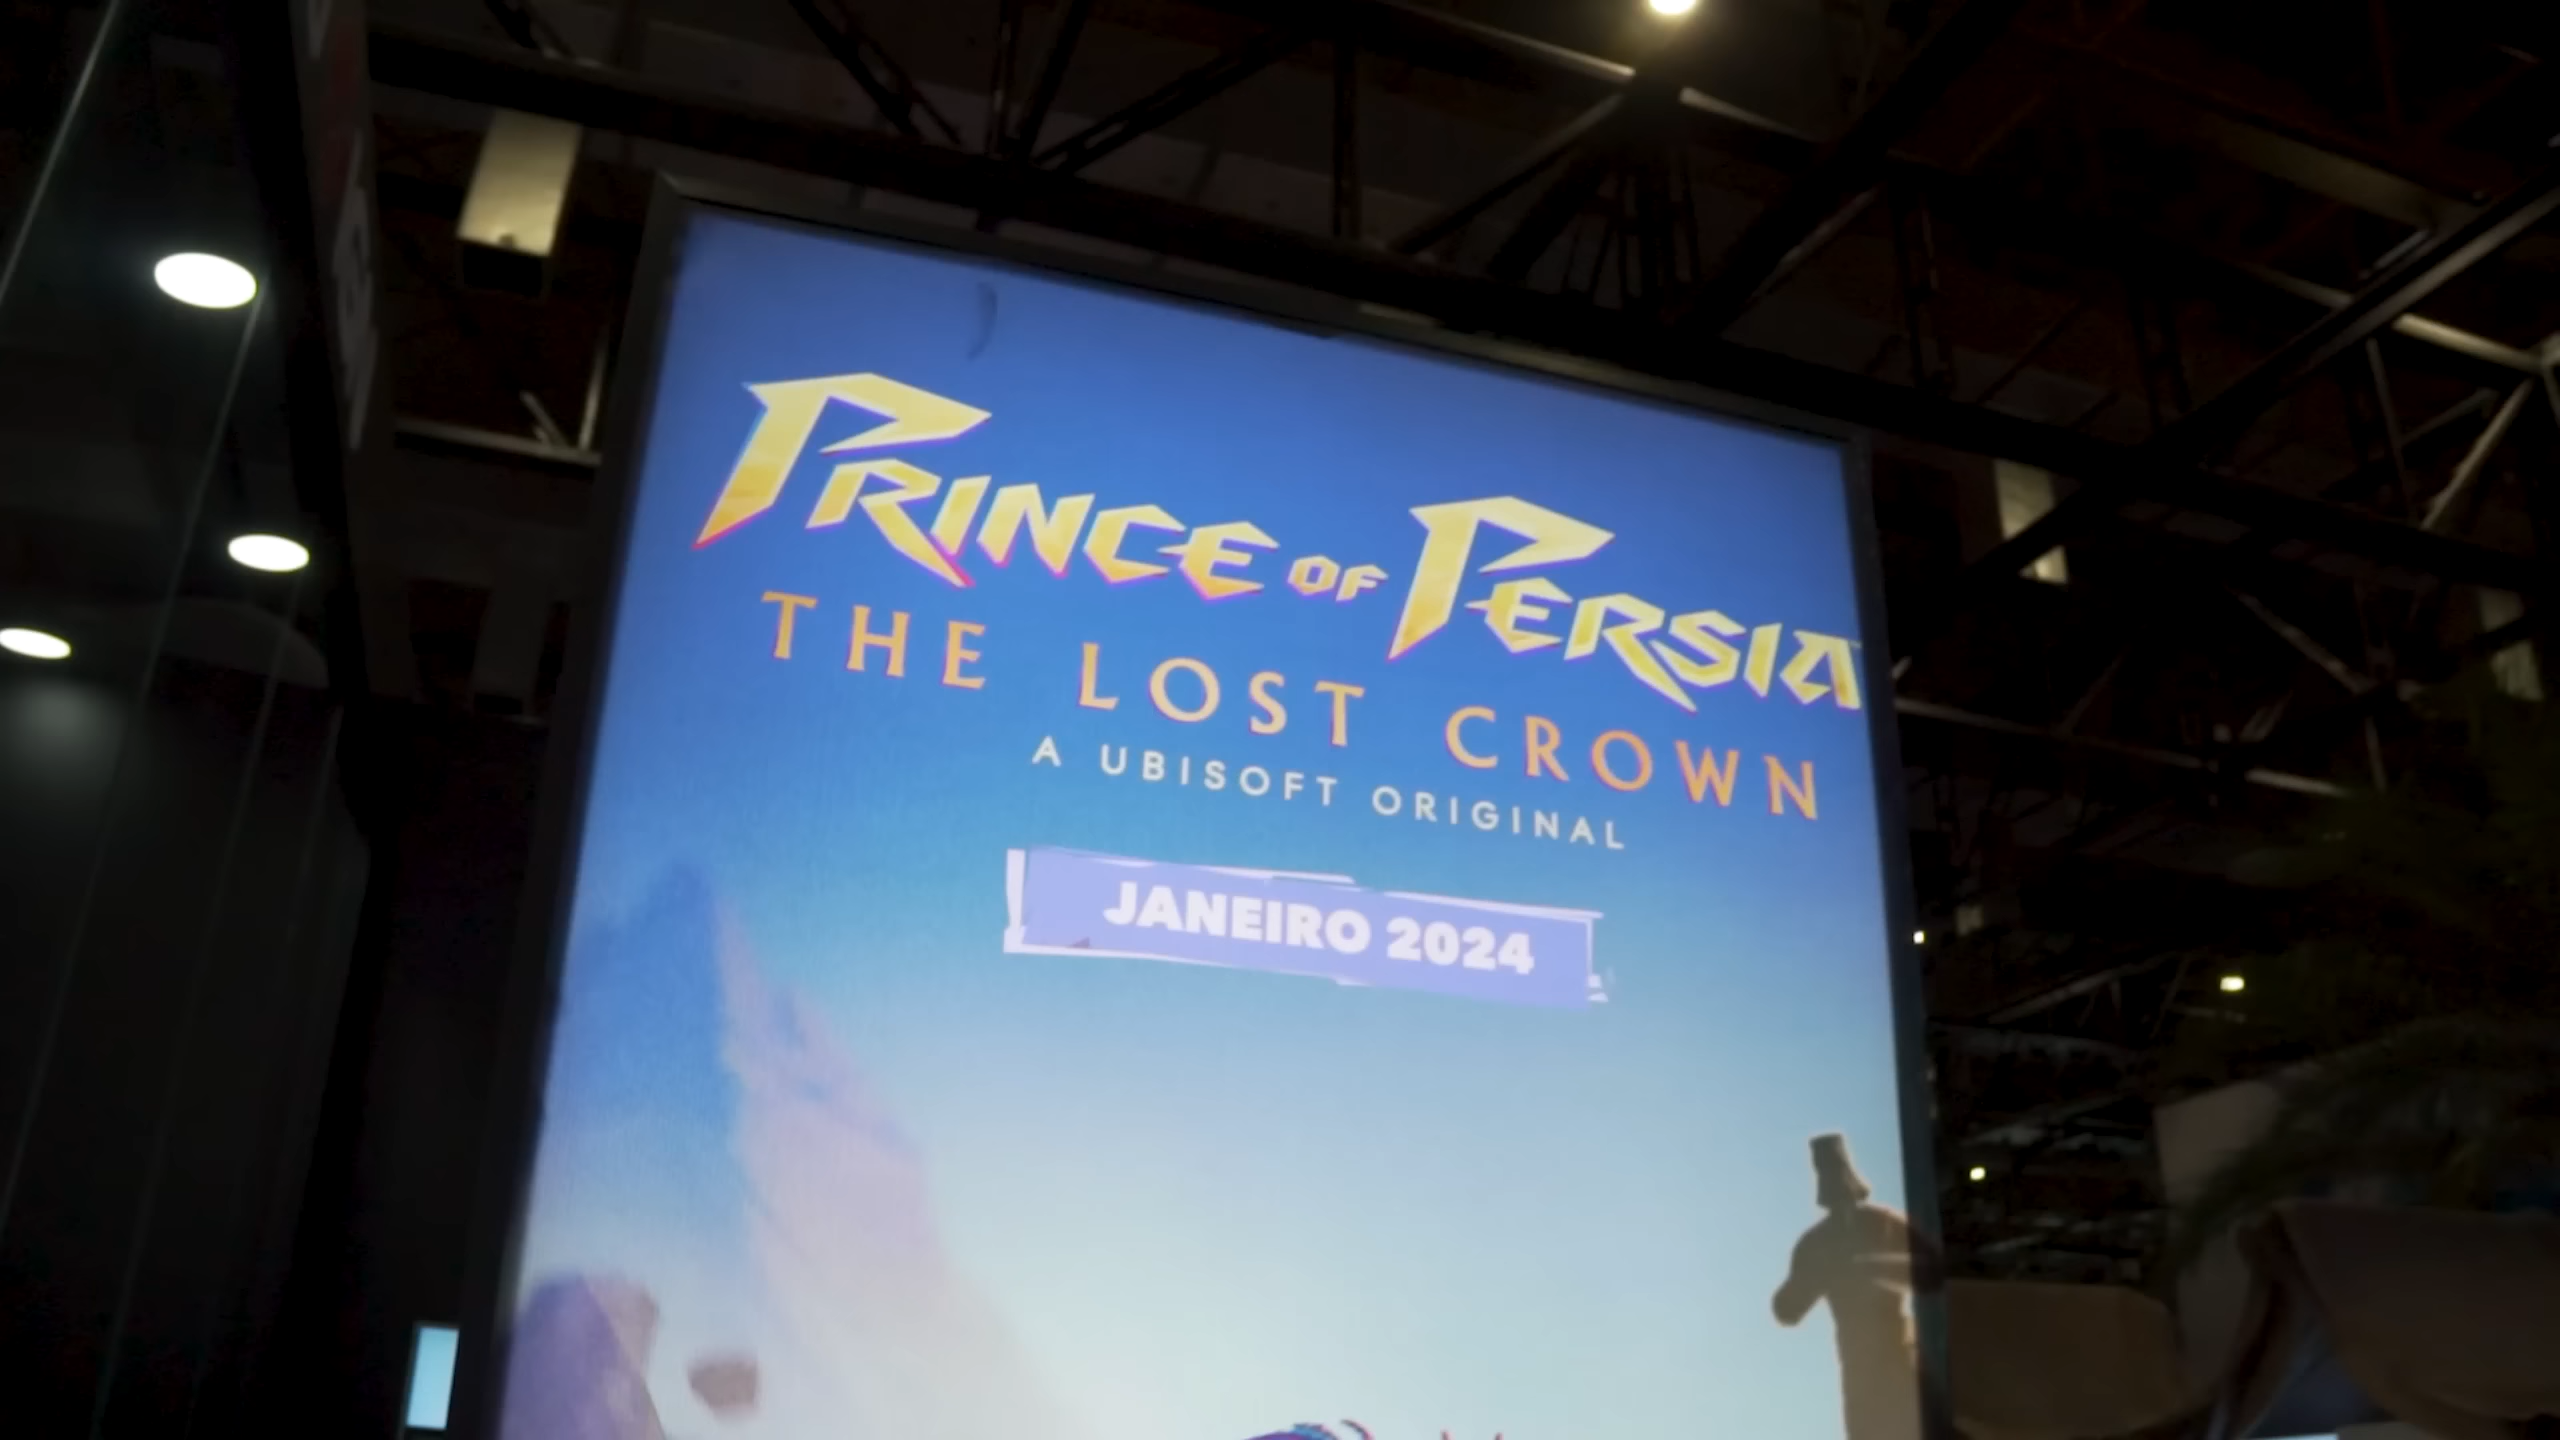 PRINCE OF PERSIA
THE LOST CROWN
A UBISOFT ORIGINAL
JANEIRO 2024